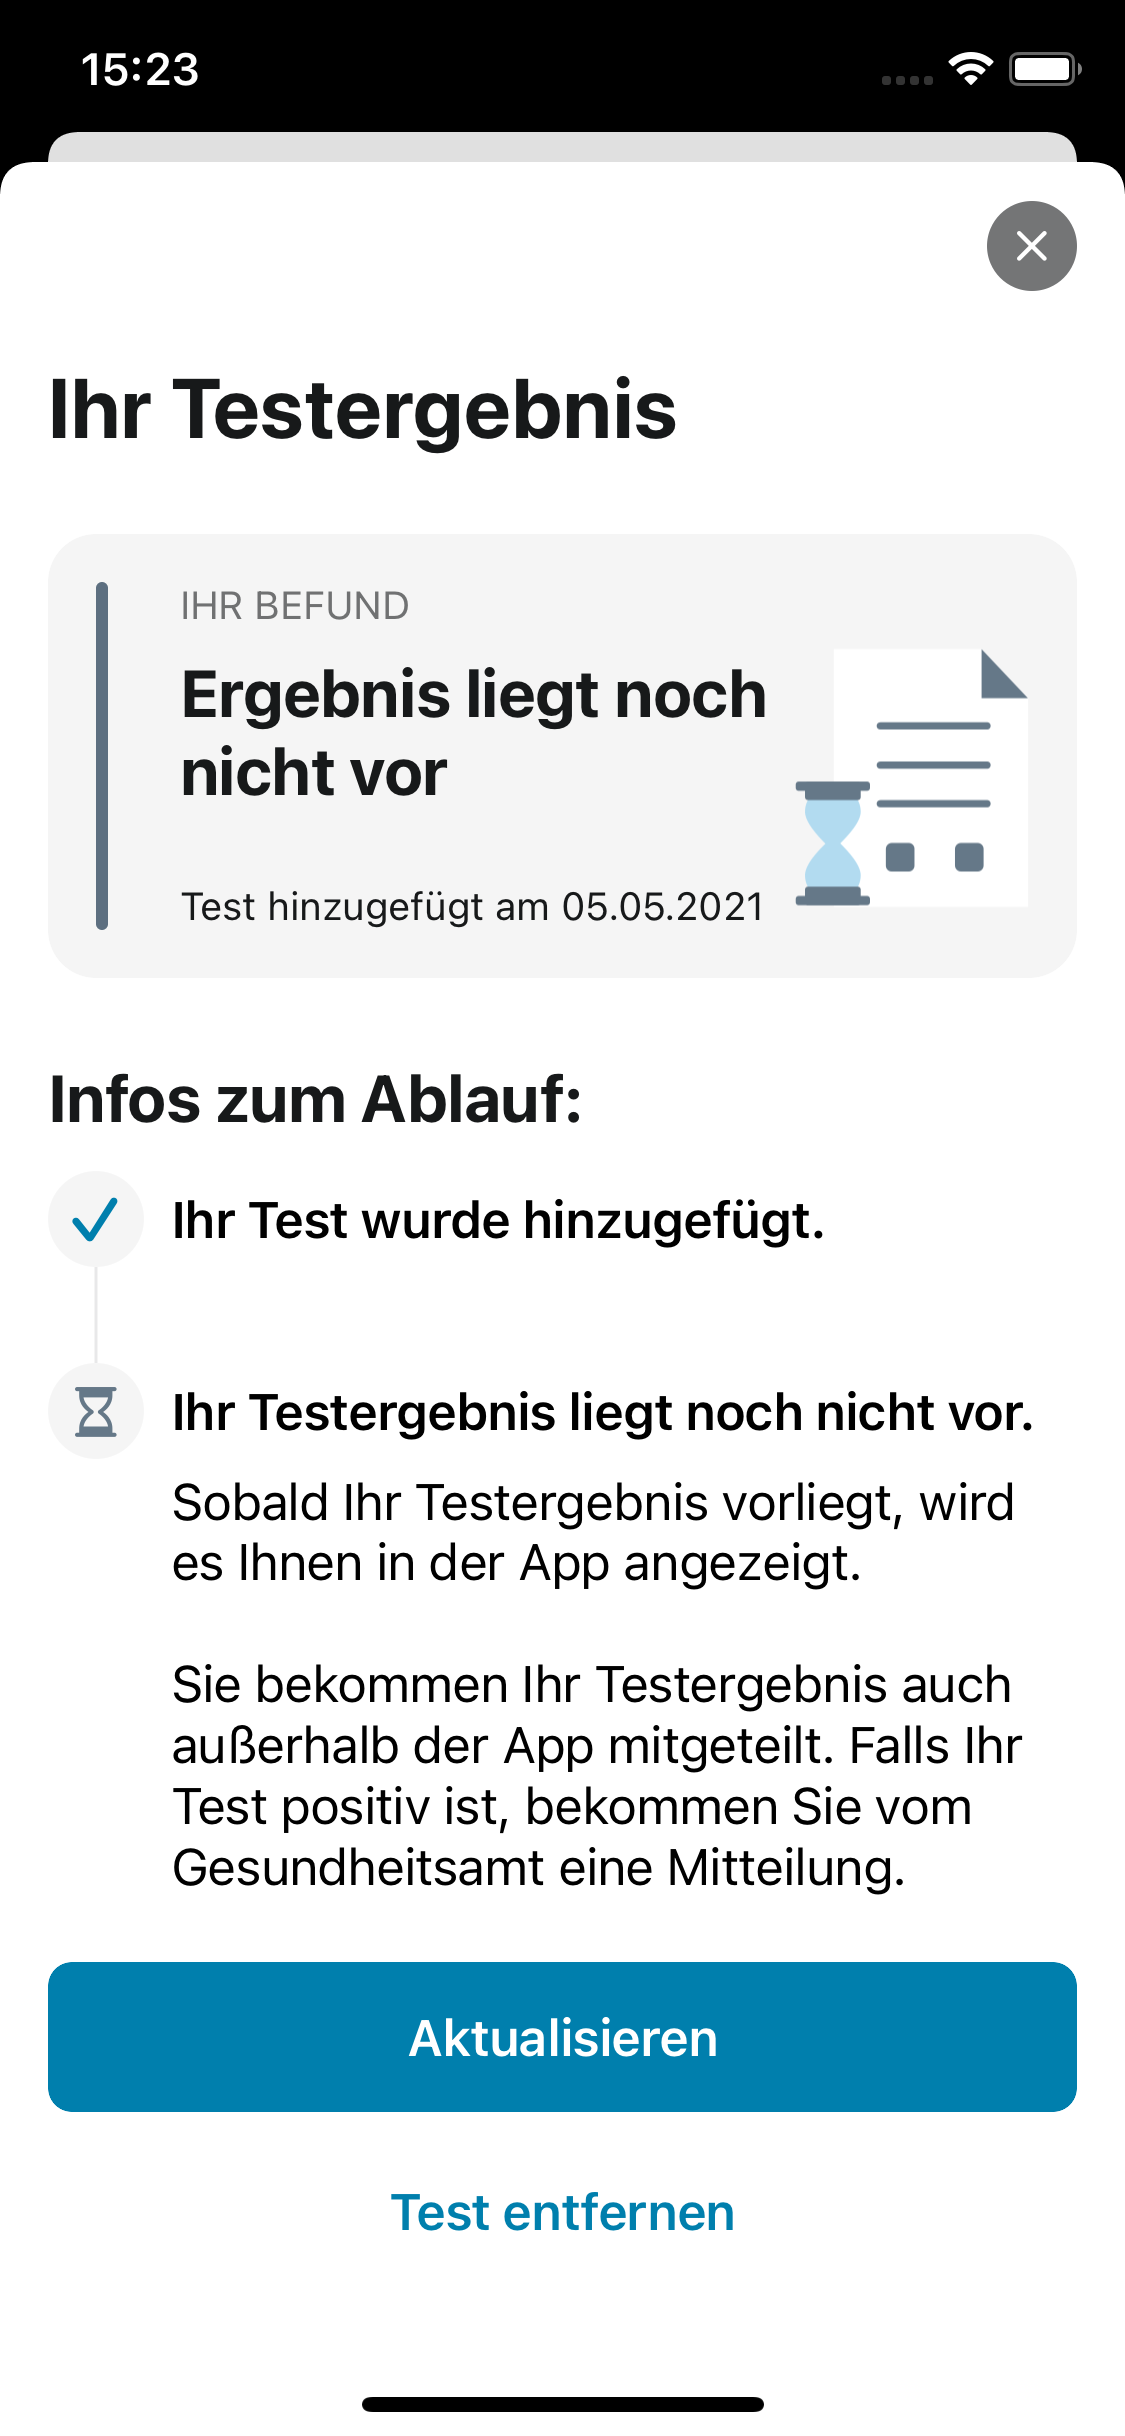 15:23
Ihr Testergebnis
IHR BEFUND
Ergebnis liegt noch
nicht vor
Test hinzugefügt am 05.05.2021
Infos zum Ablauf:
Ihr Test wurde hinzugefügt.
Ihr Testergebnis liegt noch nicht vor.
Sobald Ihr Testergebnis vorliegt, wird
es Ihnen in der App angezeigt.
Sie bekommen Ihr Testergebnis auch
außerhalb der App mitgeteilt. Falls Ihr
Test positiv ist, bekommen Sie vom
Gesundheitsamt eine Mitteilung.
Aktualisieren
Test entfernen